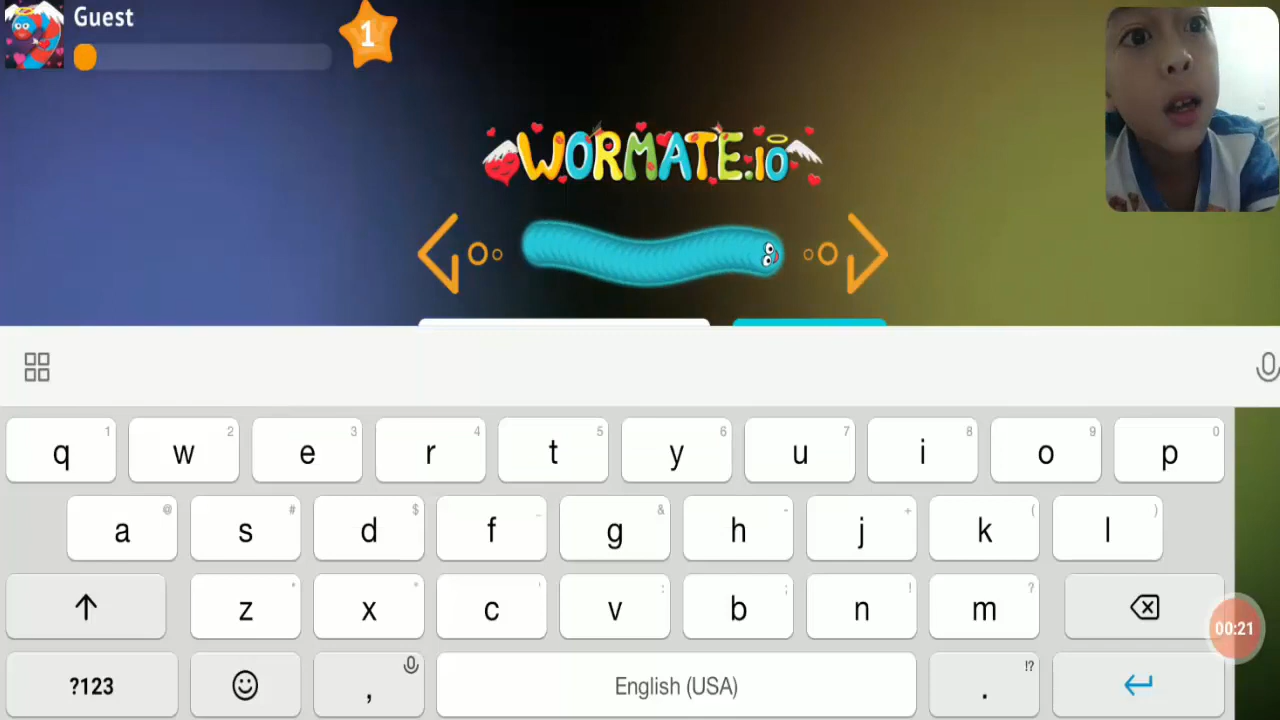 Guest
1
WORMATE.io
q 1 w 2 e 3 r 4 t 5 y 6 u 7 i 8 o 9 p 0
a @ s # d $ f _ g & h - j + k ( l )
z x c ' v : b ; n ! m ?
00:21
?123 , English (USA) . !?